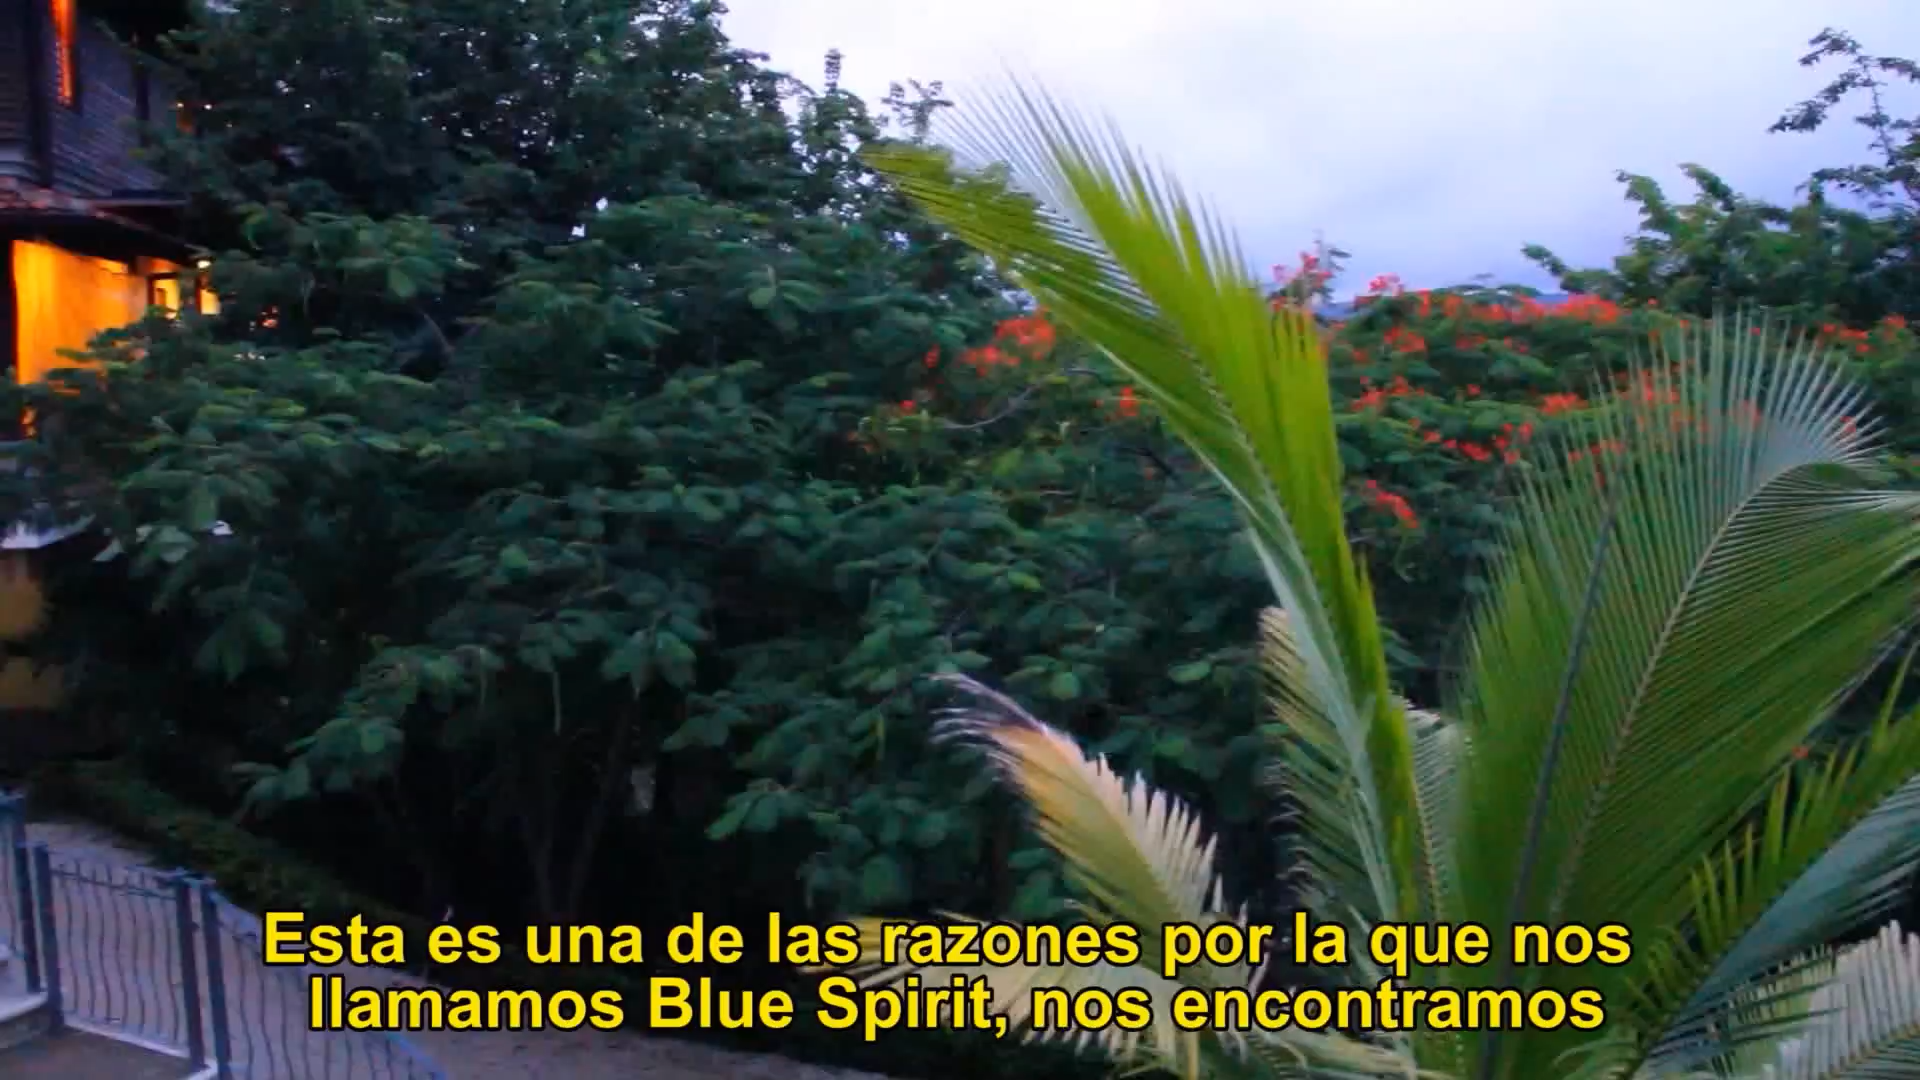 Esta es una de las razones por la que nos
llamamos Blue Spirit, nos encontramos